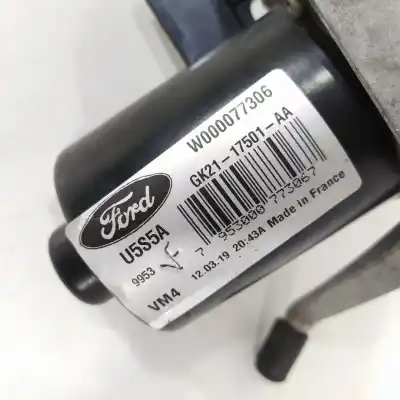 W000077306
GK21-17501-AA
7 953000 773067
12.03.19 20:43A Made in France
Ford
U5S5A
9953
VM4